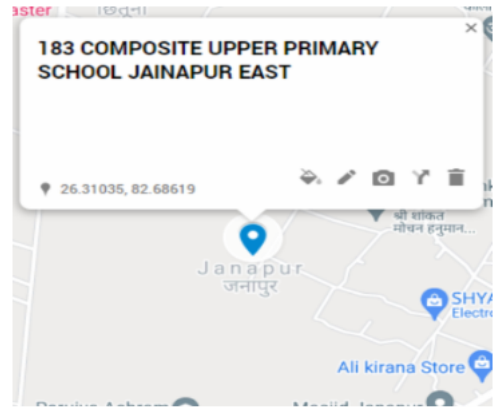 aster
छितूनी
183 COMPOSITE UPPER PRIMARY
SCHOOL JAINAPUR EAST
26.31035, 82.68619
मोचन हनुमान...
Janapur
जनापुर
SHYA
Electro
Ali kirana Store